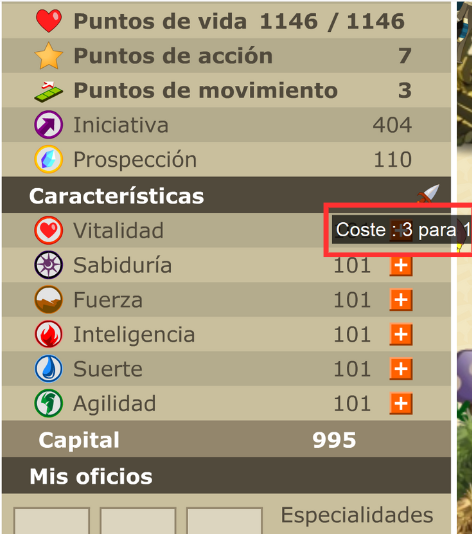 Puntos de vida 1146 / 1146
Puntos de acción 7
Puntos de movimiento 3
Iniciativa 404
Prospección 110
Características
Vitalidad Coste : 3 para 1
Sabiduría 101 +
Fuerza 101 +
Inteligencia 101 +
Suerte 101 +
Agilidad 101 +
Capital 995
Mis oficios
Especialidades